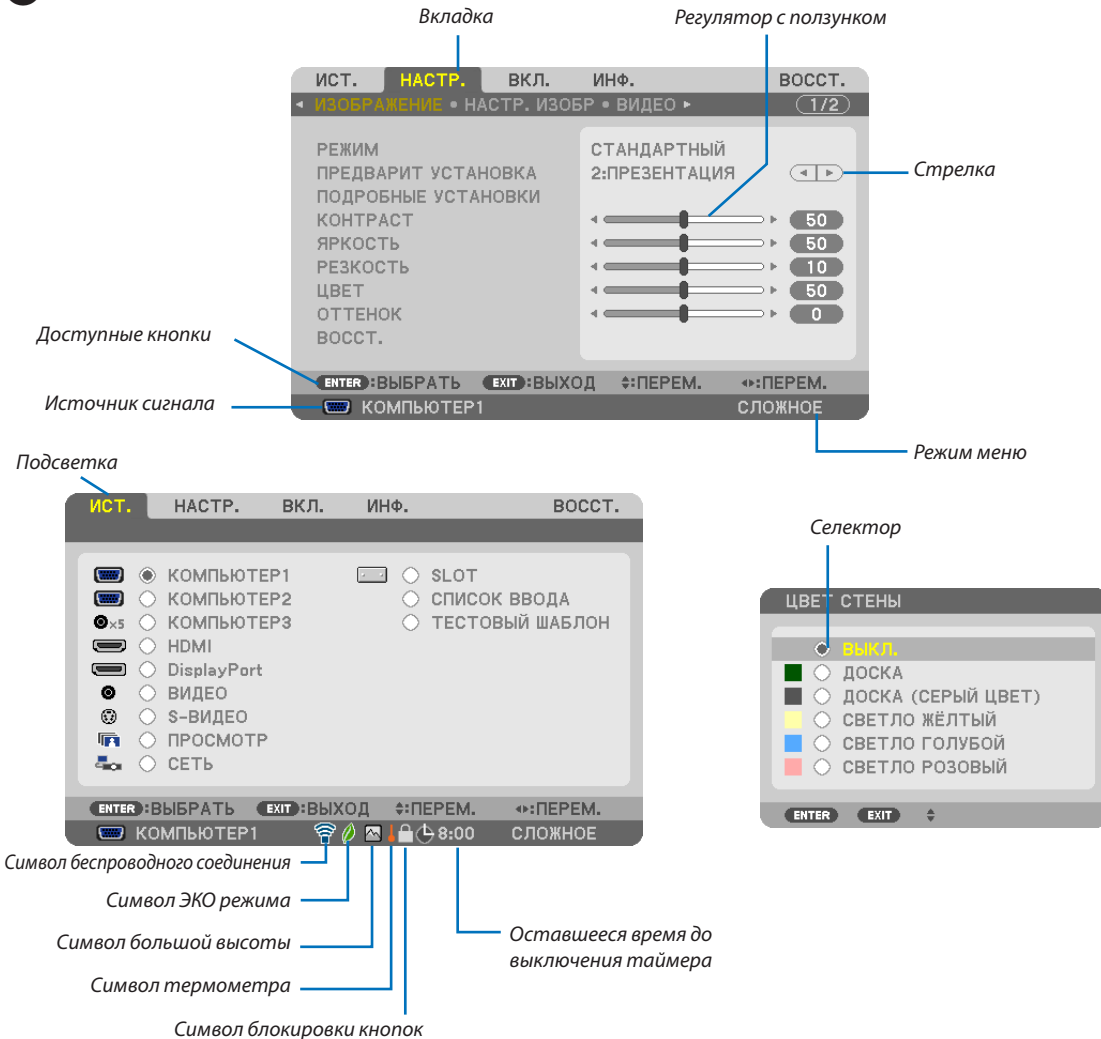 Вкладка
Регулятор с ползунком
ИСТ. НАСТР. ВКЛ. ИНФ. ВОССТ.
ИЗОБРАЖЕНИЕ • НАСТР. ИЗОБР • ВИДЕО 1/2
РЕЖИМ СТАНДАРТНЫЙ
ПРЕДВАРИТ УСТАНОВКА 2:ПРЕЗЕНТАЦИЯ
Стрелка
ПОДРОБНЫЕ УСТАНОВКИ
КОНТРАСТ 50
ЯРКОСТЬ 50
РЕЗКОСТЬ 10
ЦВЕТ 50
ОТТЕНОК 0
ВОССТ.
Доступные кнопки
ENTER :ВЫБРАТЬ EXIT :ВЫХОД :ПЕРЕМ. :ПЕРЕМ.
Источник сигнала
КОМПЬЮТЕР1 СЛОЖНОЕ
Режим меню
Подсветка
ИСТ. НАСТР. ВКЛ. ИНФ. ВОССТ.
КОМПЬЮТЕР1 SLOT
КОМПЬЮТЕР2 СПИСОК ВВОДА
×5 КОМПЬЮТЕР3 ТЕСТОВЫЙ ШАБЛОН
HDMI
DisplayPort
ВИДЕО
S-ВИДЕО
ПРОСМОТР
СЕТЬ
ENTER :ВЫБРАТЬ EXIT :ВЫХОД :ПЕРЕМ. :ПЕРЕМ.
КОМПЬЮТЕР1 8:00 СЛОЖНОЕ
Селектор
ЦВЕТ СТЕНЫ
ВЫКЛ.
ДОСКА
ДОСКА (СЕРЫЙ ЦВЕТ)
СВЕТЛО ЖЁЛТЫЙ
СВЕТЛО ГОЛУБОЙ
СВЕТЛО РОЗОВЫЙ
ENTER EXIT
Символ беспроводного соединения
Символ ЭКО режима
Символ большой высоты
Символ термометра
Символ блокировки кнопок
Оставшееся время до
выключения таймера